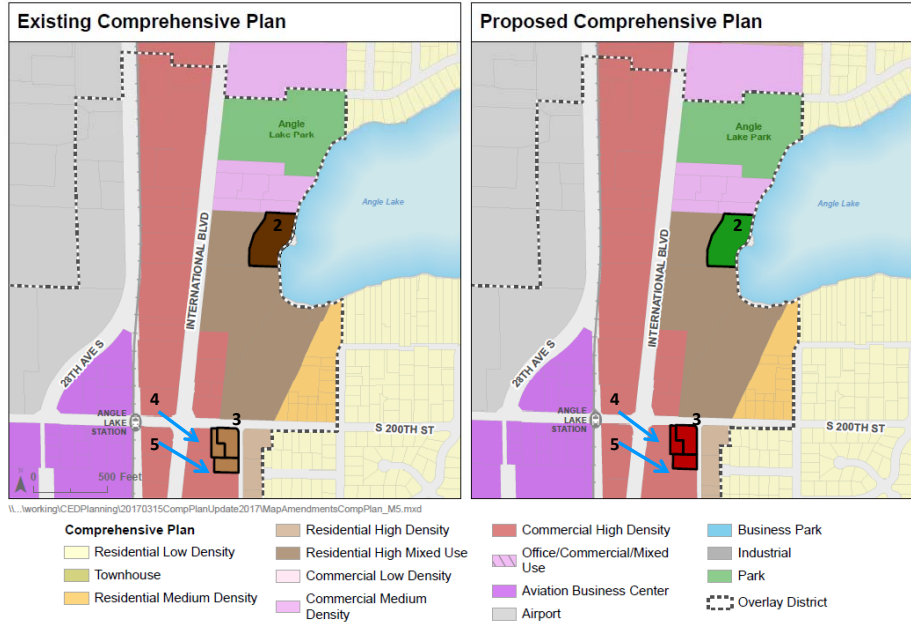 Existing Comprehensive Plan
Angle
Lake Park
Angle Lake
2
INTERNATIONAL BLVD
28TH AVE S
ANGLE
LAKE
STATION
4
5
3
S 200TH ST
N
0 500 Feet
Proposed Comprehensive Plan
Angle
Lake Park
Angle Lake
2
INTERNATIONAL BLVD
28TH AVE S
ANGLE
LAKE
STATION
4
5
3
S 200TH ST
\\...\working\CEDPlanning\20170315CompPlanUpdate2017\MapAmendmentsCompPlan_M5.mxd
Comprehensive Plan
Residential Low Density
Townhouse
Residential Medium Density
Residential High Density
Residential High Mixed Use
Commercial Low Density
Commercial Medium
Density
Commercial High Density
Office/Commercial/Mixed
Use
Aviation Business Center
Airport
Business Park
Industrial
Park
Overlay District